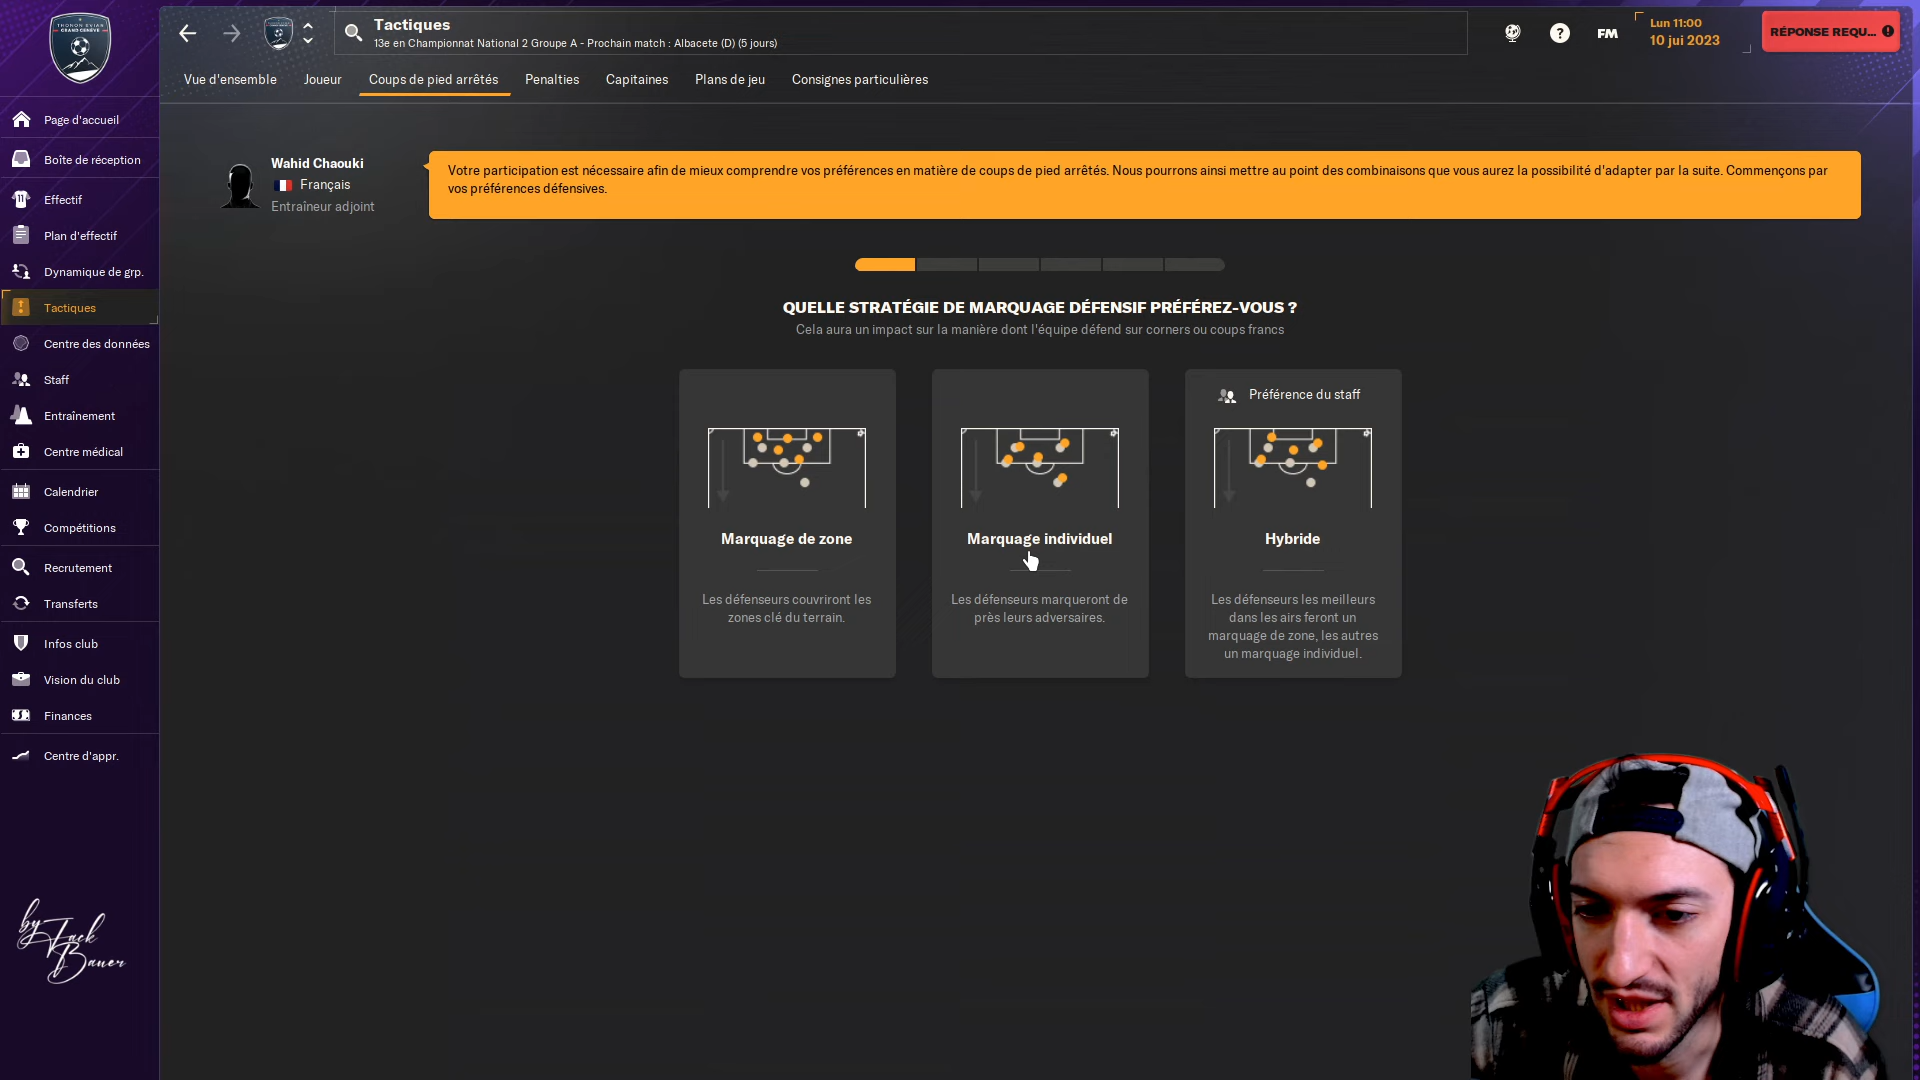 THONON EVIAN
GRAND GENÈVE
Tactiques
13e en Championnat National 2 Groupe A - Prochain match : Albacete (D) (5 jours)
FM
Lun 11:00
10 jui 2023
RÉPONSE REQU...
Vue d'ensemble
Joueur
Coups de pied arrêtés
Penalties
Capitaines
Plans de jeu
Consignes particulières
Page d'accueil
Boîte de réception
Effectif
Plan d'effectif
Dynamique de grp.
Tactiques
Centre des données
Staff
Entraînement
Centre médical
Calendrier
Compétitions
Recrutement
Transferts
Infos club
Vision du club
Finances
Centre d'appr.
by Jack
Bauer
Wahid Chaouki
Français
Entraîneur adjoint
Votre participation est nécessaire afin de mieux comprendre vos préférences en matière de coups de pied arrêtés. Nous pourrons ainsi mettre au point des combinaisons que vous aurez la possibilité d'adapter par la suite. Commençons par
vos préférences défensives.
QUELLE STRATÉGIE DE MARQUAGE DÉFENSIF PRÉFÉREZ-VOUS ?
Cela aura un impact sur la manière dont l'équipe défend sur corners ou coups francs
Marquage de zone
Les défenseurs couvriront les
zones clé du terrain.
Marquage individuel
Les défenseurs marqueront de
près leurs adversaires.
Préférence du staff
Hybride
Les défenseurs les meilleurs
dans les airs feront un
marquage de zone, les autres
un marquage individuel.